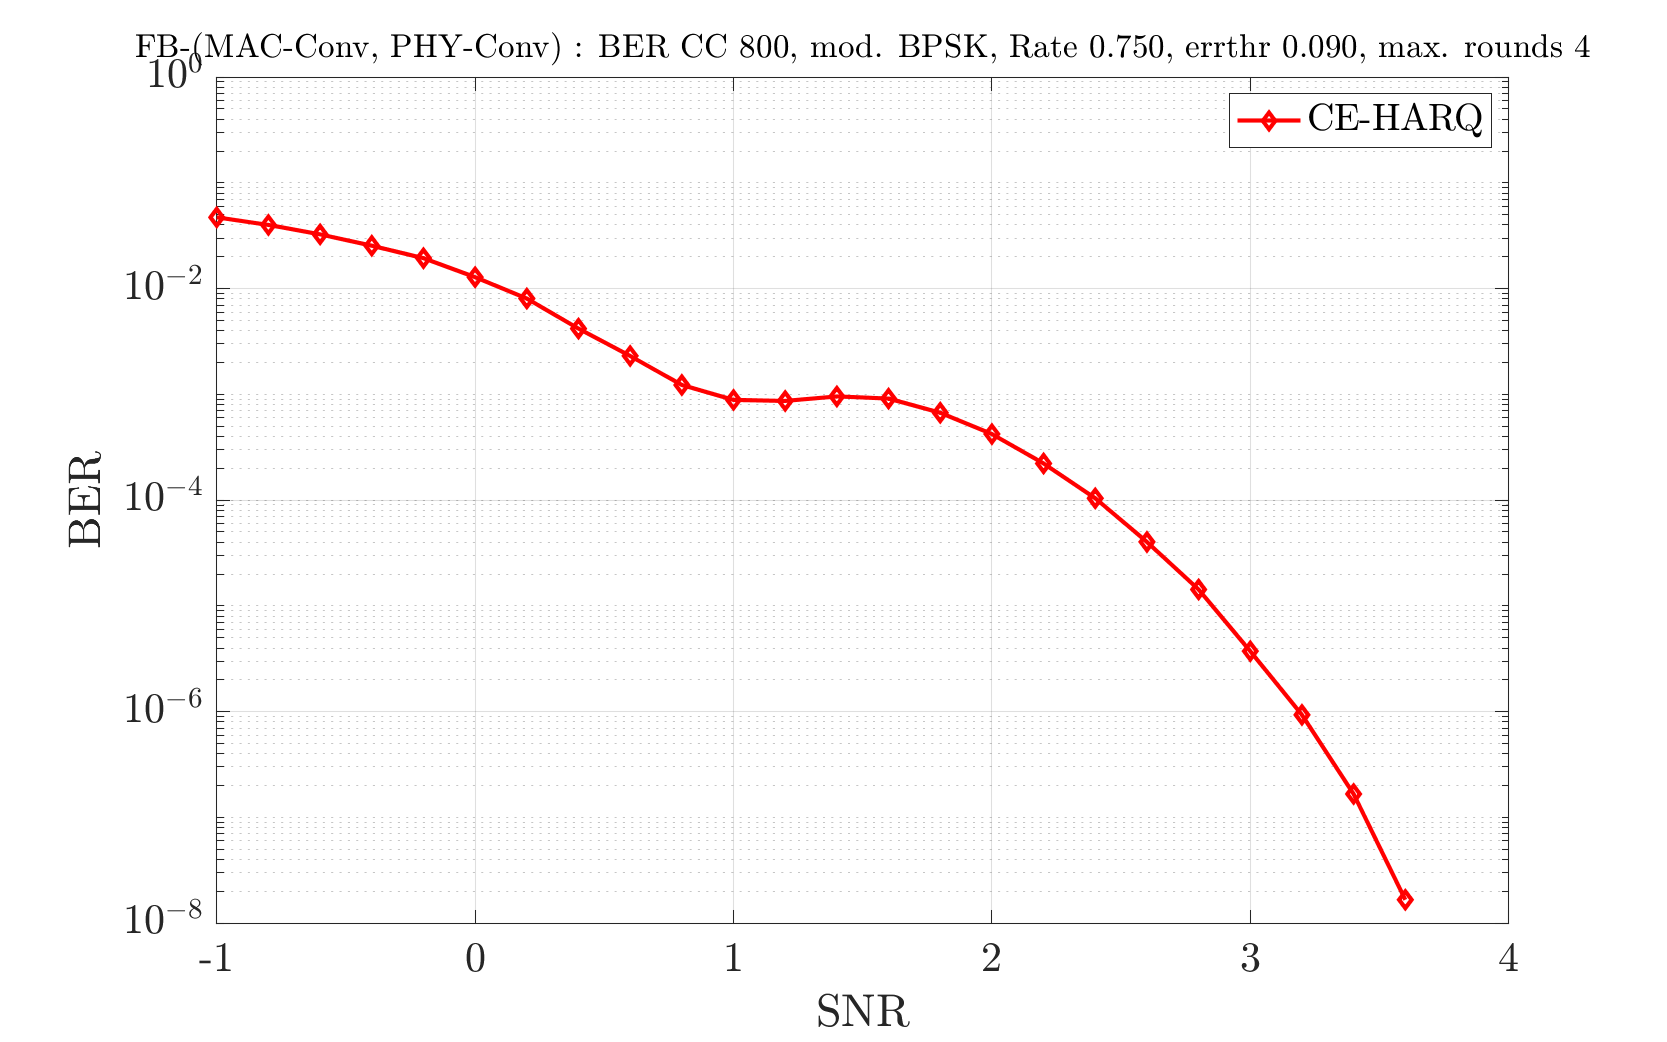 FB-(MAC-Conv, PHY-Conv) : BER CC 800, mod. BPSK, Rate 0.750, errthr 0.090, max. rounds 4
10^0
CE-HARQ
10^−2
10^−4
10^−6
10^−8
BER
-1 0 1 2 3 4
SNR